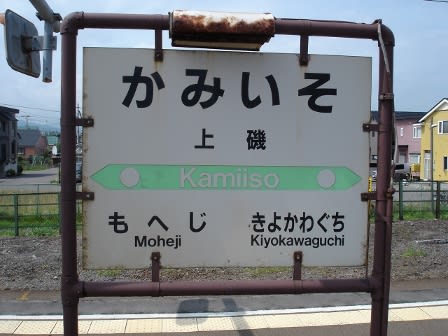 かみいそ
上磯
Kamiiso
もへじ きよかわぐち
Moheji Kiyokawaguchi